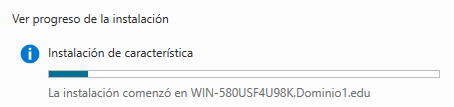 Ver progreso de la instalación
Instalación de característica
La instalación comenzó en WIN-580USF4U98K.Dominio1.edu